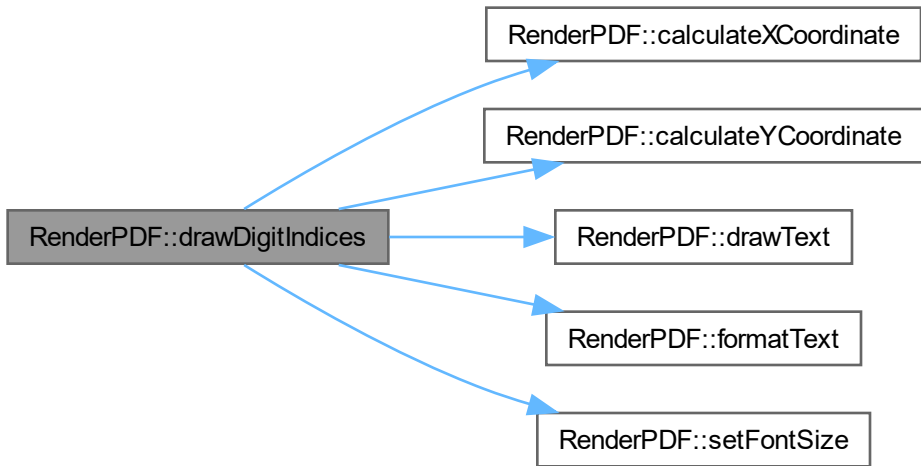 RenderPDF::calculateXCoordinate
RenderPDF::calculateYCoordinate
RenderPDF::drawDigitIndices
RenderPDF::drawText
RenderPDF::formatText
RenderPDF::setFontSize